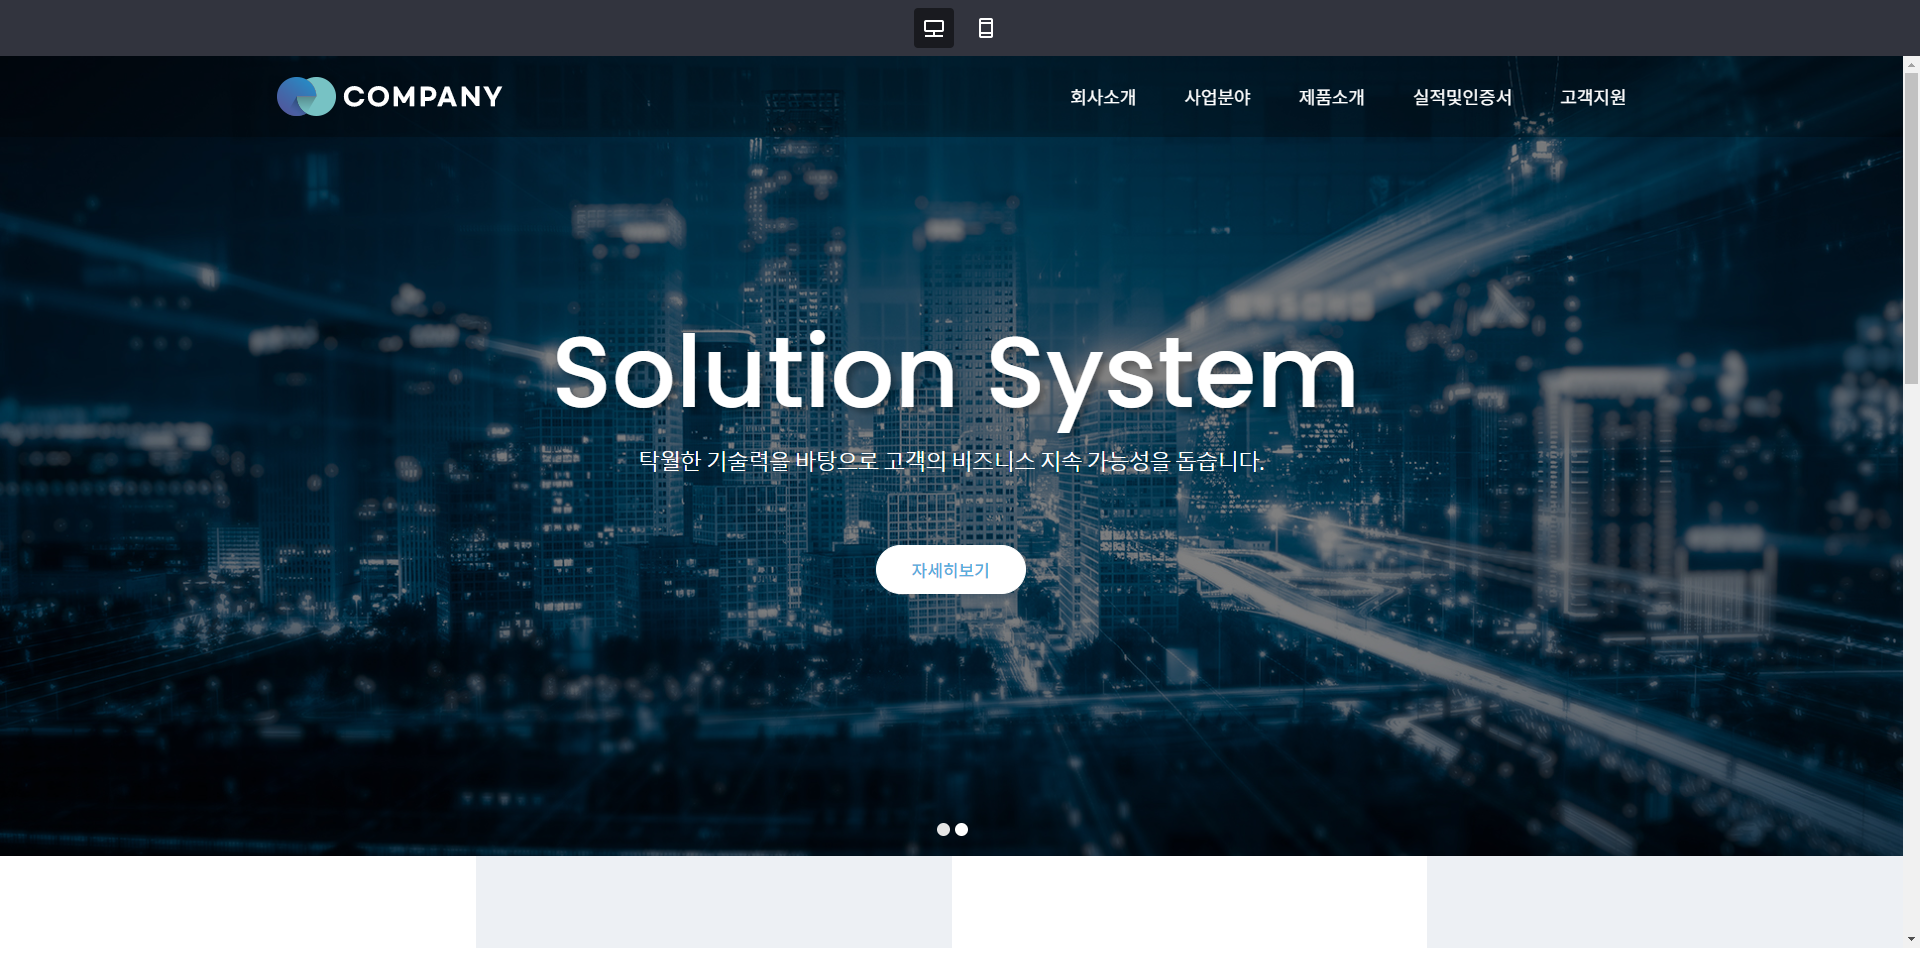 COMPANY
회사소개 사업분야 제품소개 실적및인증서 고객지원
Solution System
탁월한 기술력을 바탕으로 고객의 비즈니스 지속 가능성을 돕습니다.
자세히보기